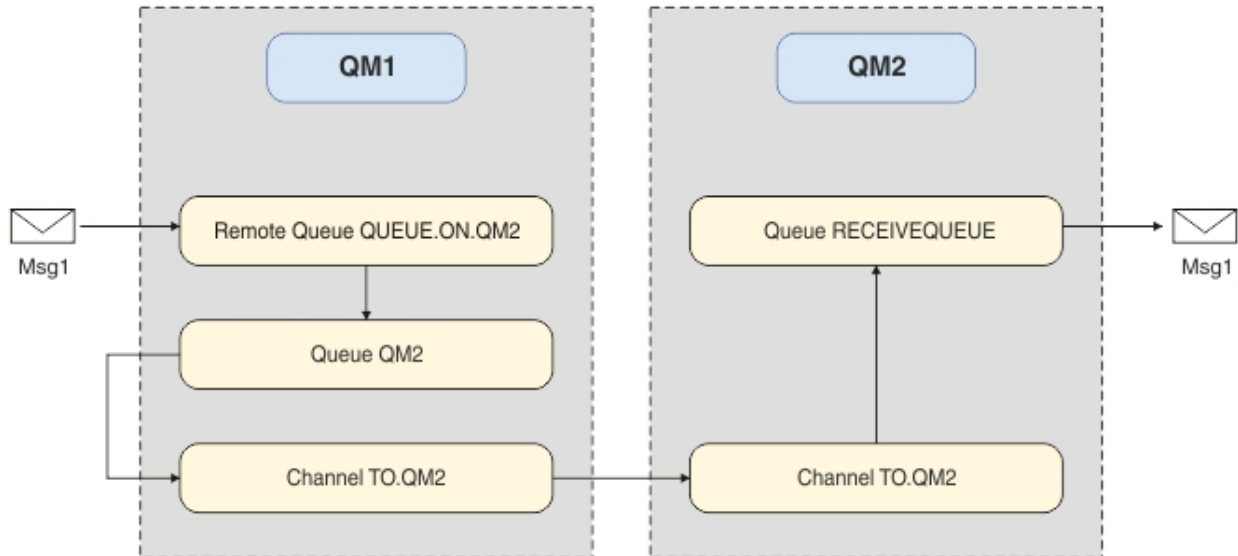 QM1
QM2
Msg1
Remote Queue QUEUE.ON.QM2
Queue QM2
Channel TO.QM2
Queue RECEIVEQUEUE
Channel TO.QM2
Msg1